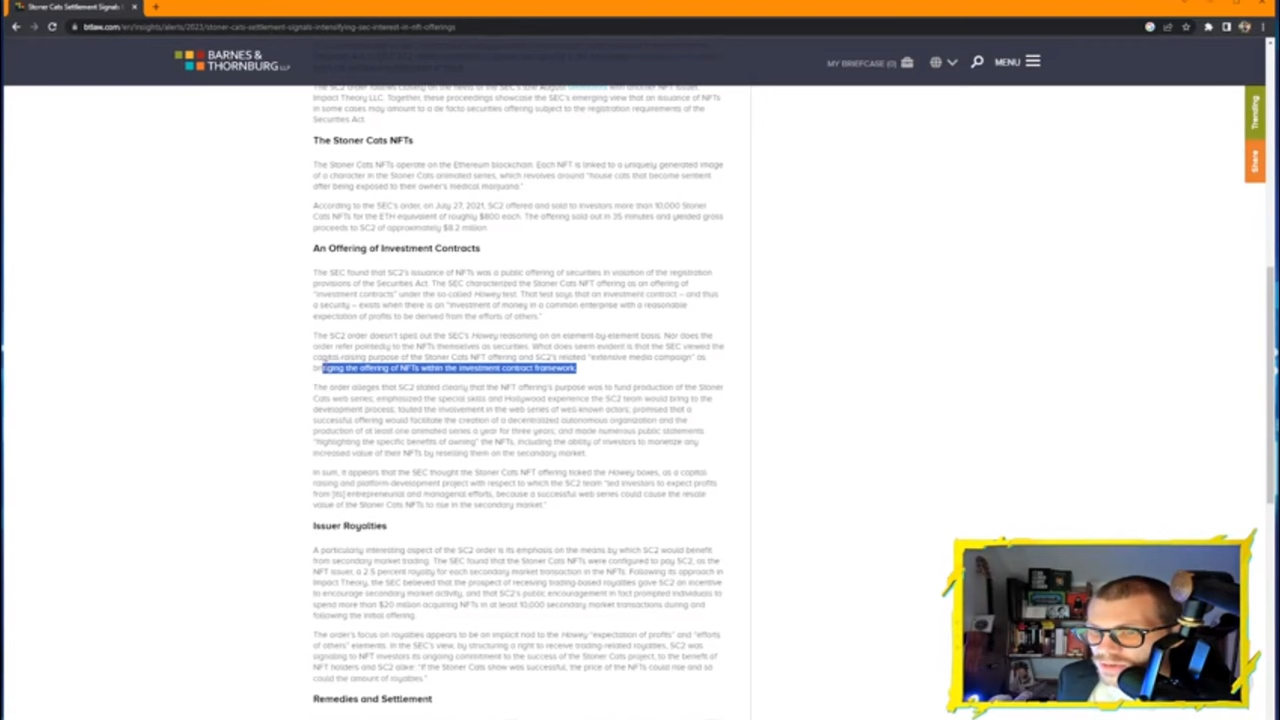 Stoner Cats Settlement Signals
btlaw.com/en/insights/alerts/2023/stoner-cats-settlement-signals-intensifying-sec-interest-in-nft-offerings
BARNES &
THORNBURG LLP
MY BRIEFCASE (0)
MENU
Trending
Share
Impact Theory LLC. Together, these proceedings showcase the SEC's emerging view that an issuance of NFTs
in some cases may amount to a de facto securities offering subject to the registration requirements of the
Securities Act.
The Stoner Cats NFTs
The Stoner Cats NFTs operate on the Ethereum blockchain. Each NFT is linked to a uniquely generated image
of a character in the Stoner Cats animated series, which revolves around "house cats that become sentient
after being exposed to their owner's medical marijuana."
According to the SEC's order, on July 27, 2021, SC2 offered and sold to investors more than 10,000 Stoner
Cats NFTs for the ETH equivalent of roughly $800 each. The offering sold out in 35 minutes and yielded gross
proceeds to SC2 of approximately $8.2 million.
An Offering of Investment Contracts
The SEC found that SC2's issuance of NFTs was a public offering of securities in violation of the registration
provisions of the Securities Act. The SEC characterized the Stoner Cats NFT offering as an offering of
"investment contracts" under the so-called Howey test. That test says that an investment contract – and thus
a security – exists when there is an "investment of money in a common enterprise with a reasonable
expectation of profits to be derived from the efforts of others."
The SC2 order doesn't spell out the SEC's Howey reasoning on an element-by-element basis. Nor does the
order refer pointedly to the NFTs themselves as securities. What does seem evident is that the SEC viewed the
capital-raising purpose of the Stoner Cats NFT offering and SC2's related "extensive media campaign" as
bringing the offering of NFTs within the investment contract framework.
The order alleges that SC2 stated clearly that the NFT offering's purpose was to fund production of the Stoner
Cats web series; emphasized the special skills and Hollywood experience the SC2 team would bring to the
development process; touted the involvement in the web series of well-known actors; promised that a
successful offering would facilitate the creation of a decentralized autonomous organization and the
production of at least one animated series a year for three years; and made numerous public statements
"highlighting the specific benefits of owning" the NFTs, including the ability of investors to monetize any
increased value of their NFTs by reselling them on the secondary market.
In sum, it appears that the SEC thought the Stoner Cats NFT offering ticked the Howey boxes, as a capital-
raising and platform-development project with respect to which the SC2 team "led investors to expect profits
from [its] entrepreneurial and managerial efforts, because a successful web series could cause the resale
value of the Stoner Cats NFTs to rise in the secondary market."
Issuer Royalties
A particularly interesting aspect of the SC2 order is its emphasis on the means by which SC2 would benefit
from secondary market trading. The SEC found that the Stoner Cats NFTs were configured to pay SC2, as the
NFT issuer, a 2.5 percent royalty for each secondary market transaction in the NFTs. Following its approach in
Impact Theory, the SEC believed that the prospect of receiving trading-based royalties gave SC2 an incentive
to encourage secondary market activity, and that SC2's public encouragement in fact prompted individuals to
spend more than $20 million acquiring NFTs in at least 10,000 secondary market transactions during and
following the initial offering.
The order's focus on royalties appears to be an implicit nod to the Howey "expectation of profits" and "efforts
of others" elements. In the SEC's view, by structuring a right to receive trading-related royalties, SC2 was
signaling to NFT investors its ongoing commitment to the success of the Stoner Cats project, to the benefit of
NFT holders and SC2 alike: "If the Stoner Cats show was successful, the price of the NFTs could rise and so
could the amount of royalties."
Remedies and Settlement